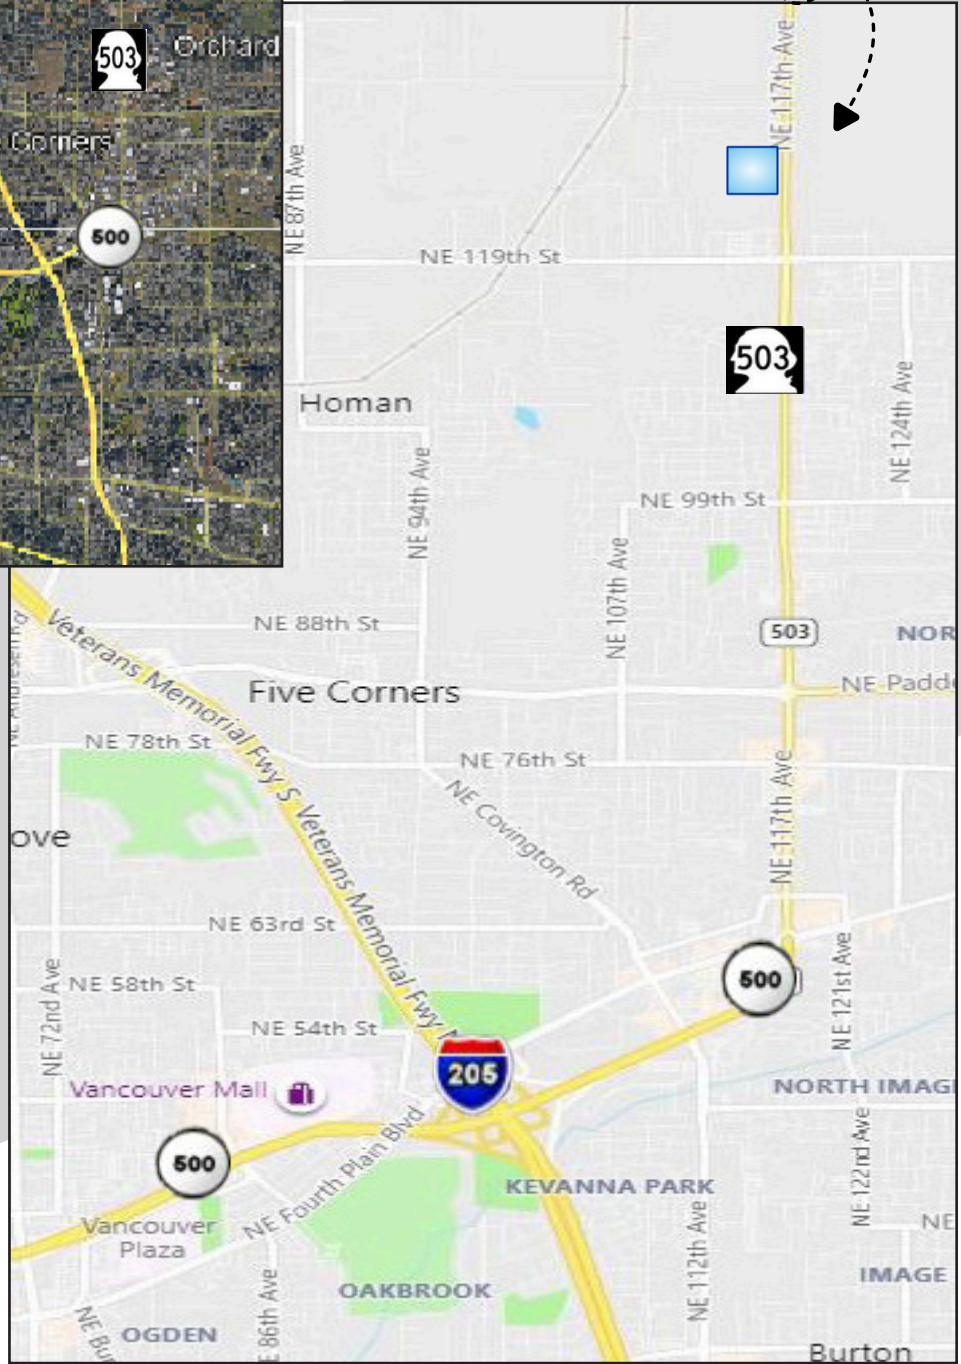 503
Orchard
Corners
500
NE 117th Ave
NE 87th Ave
NE 119th St
503
Homan
NE 124th Ave
NE 94th Ave
NE 99th St
NE 107th Ave
NE 88th St
503
NOR
NE Andresen Rd
Veterans Memorial Fwy S
Five Corners
NE Padd
NE 78th St
NE 76th St
NE 117th Ave
NE Covington Rd
ove
Veterans Memorial Fwy N
NE 63rd St
NE 121st Ave
NE 72nd Ave
NE 58th St
500
NE 54th St
205
Vancouver Mall
NORTH IMAG
NE Fourth Plain Blvd
NE 122nd Ave
500
KEVANNA PARK
NE 112th Ave
Vancouver
Plaza
NE
IMAGE
OAKBROOK
E 86th Ave
NE Bur
OGDEN
Burton